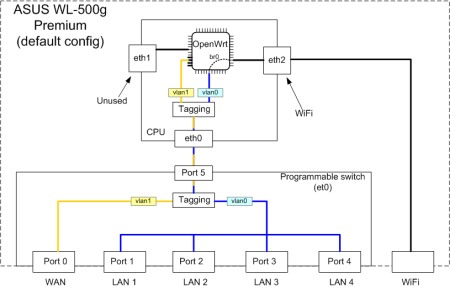 ASUS WL-500g
Premium
(default config)
OpenWrt
br0
eth1
eth2
Unused
vlan1
vlan0
Tagging
WiFi
CPU
eth0
Port 5
Programmable switch
(et0)
Tagging
vlan1
vlan0
Port 0
Port 1
Port 2
Port 3
Port 4
WAN
LAN 1
LAN 2
LAN 3
LAN 4
WiFi